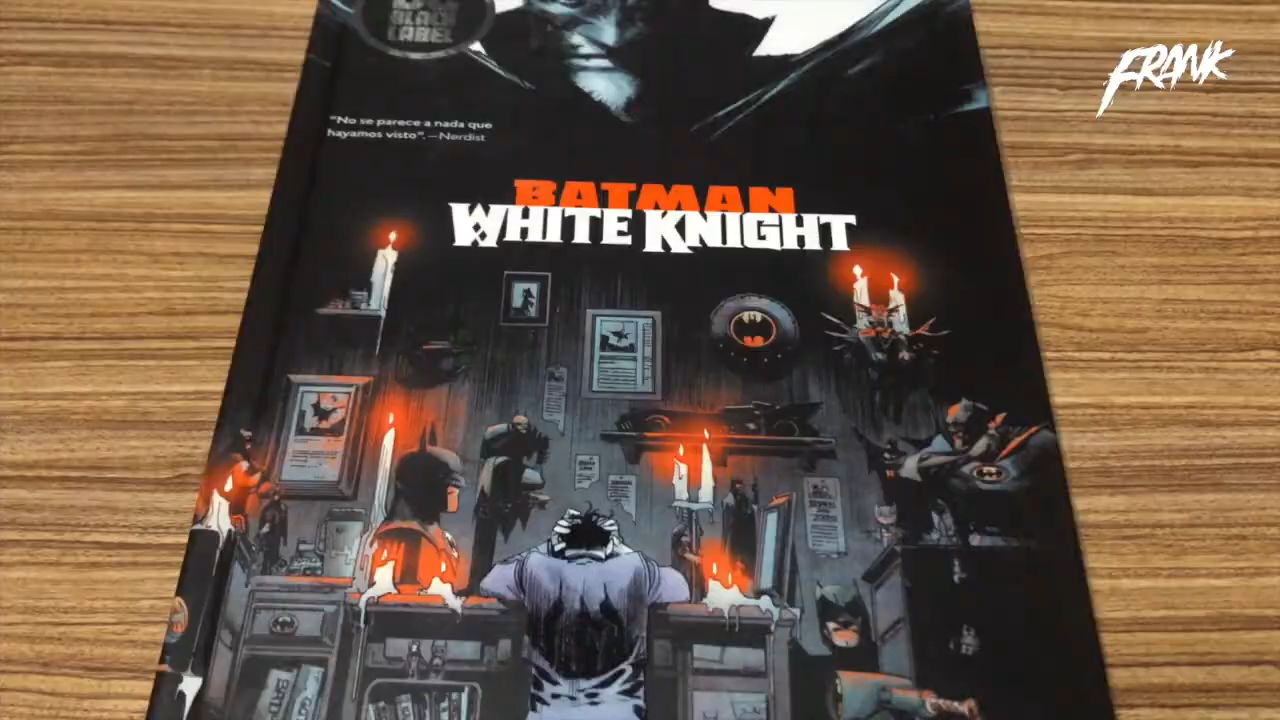 BLACK
LABEL
FRANK
"No se parece a nada que
hayamos visto". —Nerdist
BATMAN
WHITE KNIGHT